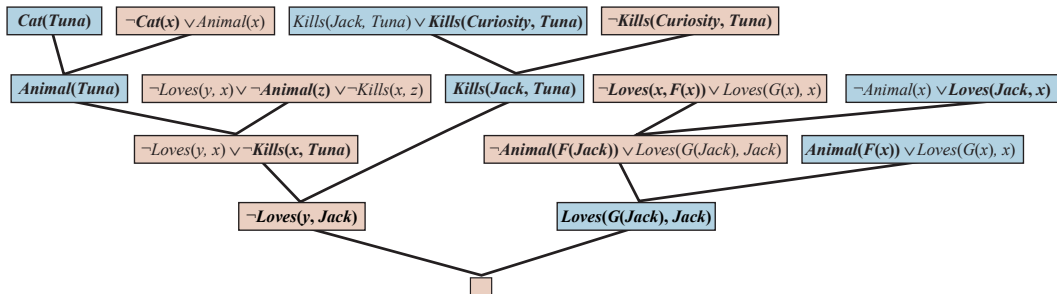 Cat(Tuna)
¬Cat(x) ∨ Animal(x)
Kills(Jack, Tuna) ∨ Kills(Curiosity, Tuna)
¬Kills(Curiosity, Tuna)
Animal(Tuna)
¬Loves(y, x) ∨ ¬Animal(z) ∨ ¬Kills(x, z)
Kills(Jack, Tuna)
¬Loves(x, F(x)) ∨ Loves(G(x), x)
¬Animal(x) ∨ Loves(Jack, x)
¬Loves(y, x) ∨ ¬Kills(x, Tuna)
¬Animal(F(Jack)) ∨ Loves(G(Jack), Jack)
Animal(F(x)) ∨ Loves(G(x), x)
¬Loves(y, Jack)
Loves(G(Jack), Jack)